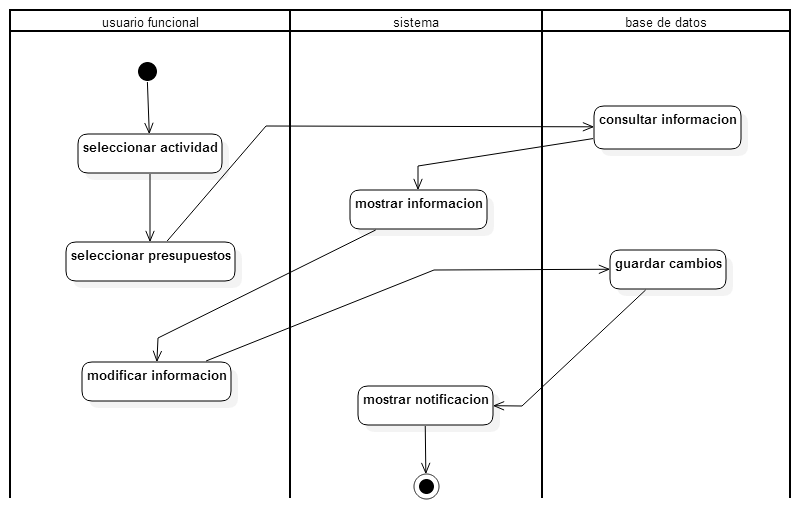 usuario funcional
sistema
base de datos
seleccionar actividad
consultar informacion
mostrar informacion
seleccionar presupuestos
guardar cambios
modificar informacion
mostrar notificacion